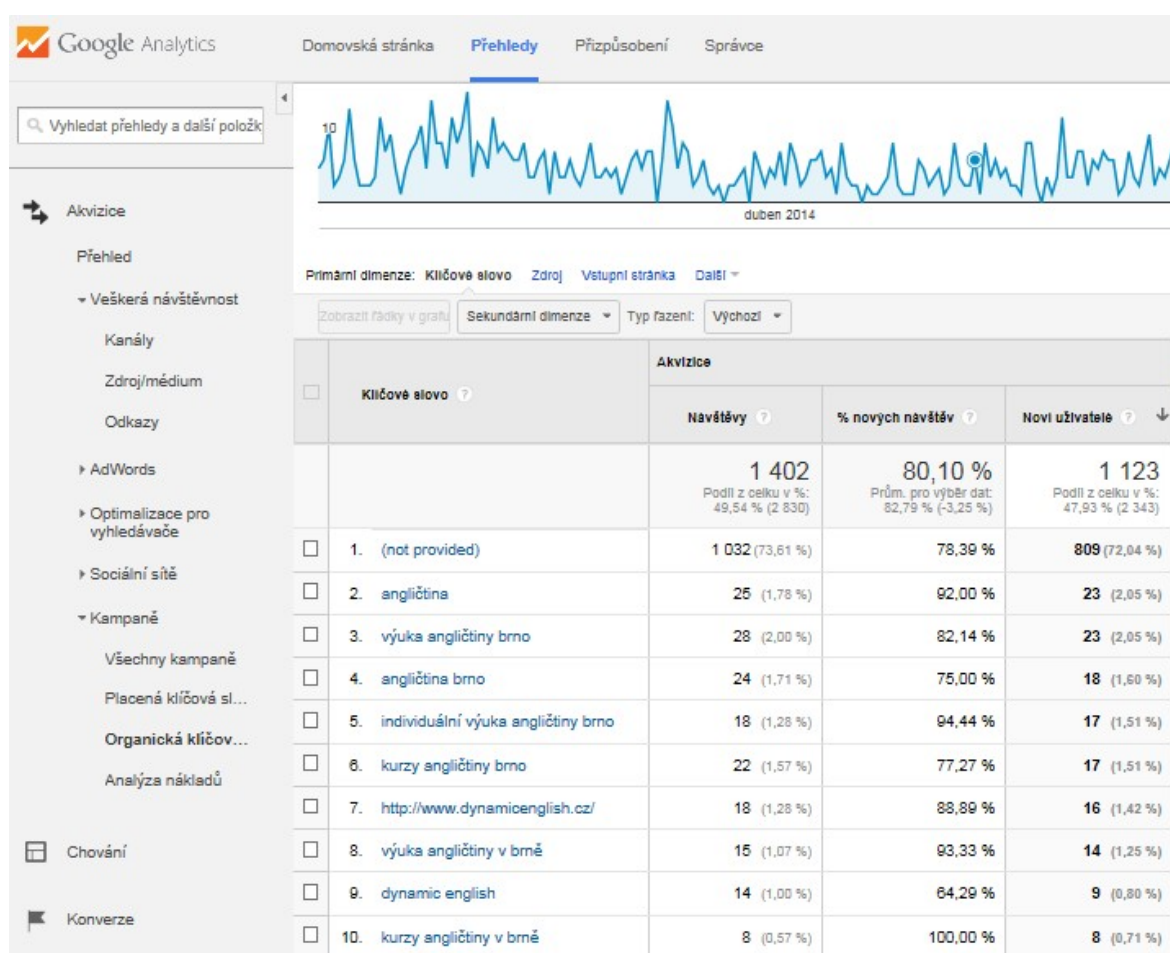 Google Analytics
Domovská stránka Přehledy Přizpůsobení Správce
Vyhledat přehledy a další položk
10
duben 2014
Akvizice
Přehled
Veškerá návštěvnost
Kanály
Zdroj/médium
Odkazy
AdWords
Optimalizace pro
vyhledávače
Sociální sítě
Kampaně
Všechny kampaně
Placená klíčová sl...
Organická klíčov...
Analýza nákladů
Chování
Konverze
Primární dimenze: Klíčové slovo Zdroj Vstupní stránka Další
Zobrazit řádky v grafu Sekundární dimenze Typ řazení: Výchozí
Klíčové slovo ? Akvizice
Návštěvy ? % nových návštěv ? Noví uživatelé ?
1 402 80,10 % 1 123
Podíl z celku v %: Prům. pro výběr dat: Podíl z celku v %:
49,54 % (2 830) 82,79 % (-3,25 %) 47,93 % (2 343)
1. (not provided) 1 032 (73,61 %) 78,39 % 809 (72,04 %)
2. angličtina 25 (1,78 %) 92,00 % 23 (2,05 %)
3. výuka angličtiny brno 28 (2,00 %) 82,14 % 23 (2,05 %)
4. angličtina brno 24 (1,71 %) 75,00 % 18 (1,60 %)
5. individuální výuka angličtiny brno 18 (1,28 %) 94,44 % 17 (1,51 %)
6. kurzy angličtiny brno 22 (1,57 %) 77,27 % 17 (1,51 %)
7. http://www.dynamicenglish.cz/ 18 (1,28 %) 88,89 % 16 (1,42 %)
8. výuka angličtiny v brně 15 (1,07 %) 93,33 % 14 (1,25 %)
9. dynamic english 14 (1,00 %) 64,29 % 9 (0,80 %)
10. kurzy angličtiny v brně 8 (0,57 %) 100,00 % 8 (0,71 %)